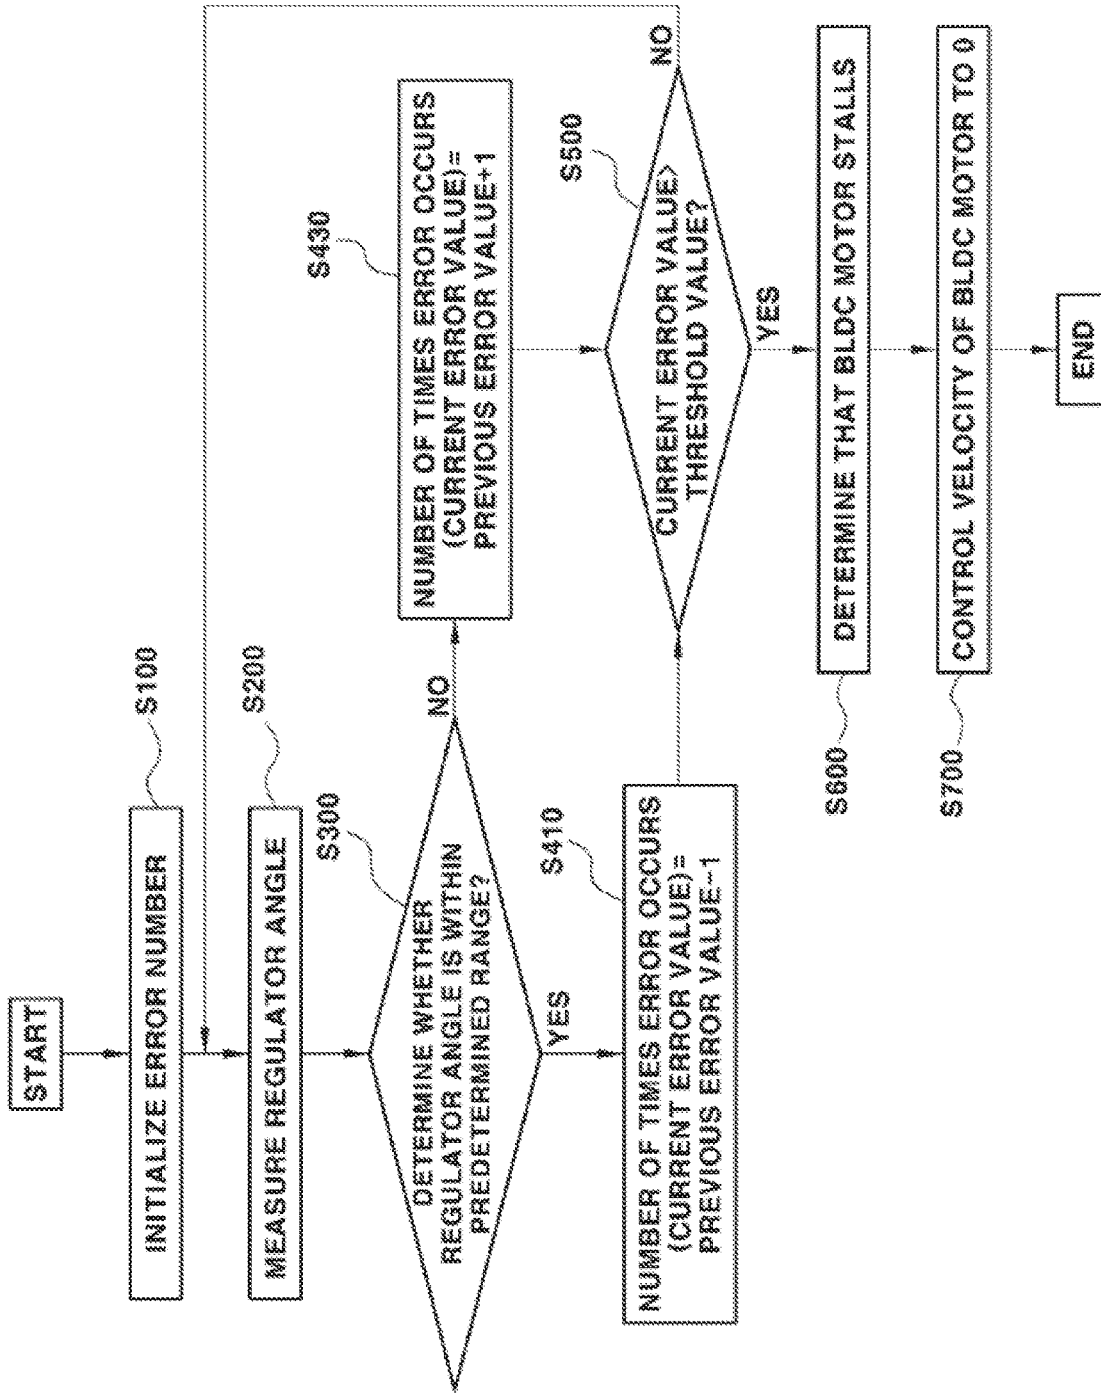 START
INITIALIZE ERROR NUMBER
S100
MEASURE REGULATOR ANGLE
S200
DETERMINE WHETHER
REGULATOR ANGLE IS WITHIN
PREDETERMINED RANGE?
S300
NO
YES
NUMBER OF TIMES ERROR OCCURS
(CURRENT ERROR VALUE)=
PREVIOUS ERROR VALUE-1
S410
NUMBER OF TIMES ERROR OCCURS
(CURRENT ERROR VALUE)=
PREVIOUS ERROR VALUE+1
S430
CURRENT ERROR VALUE>
THRESHOLD VALUE?
S500
NO
YES
DETERMINE THAT BLDC MOTOR STALLS
S600
CONTROL VELOCITY OF BLDC MOTOR TO 0
S700
END